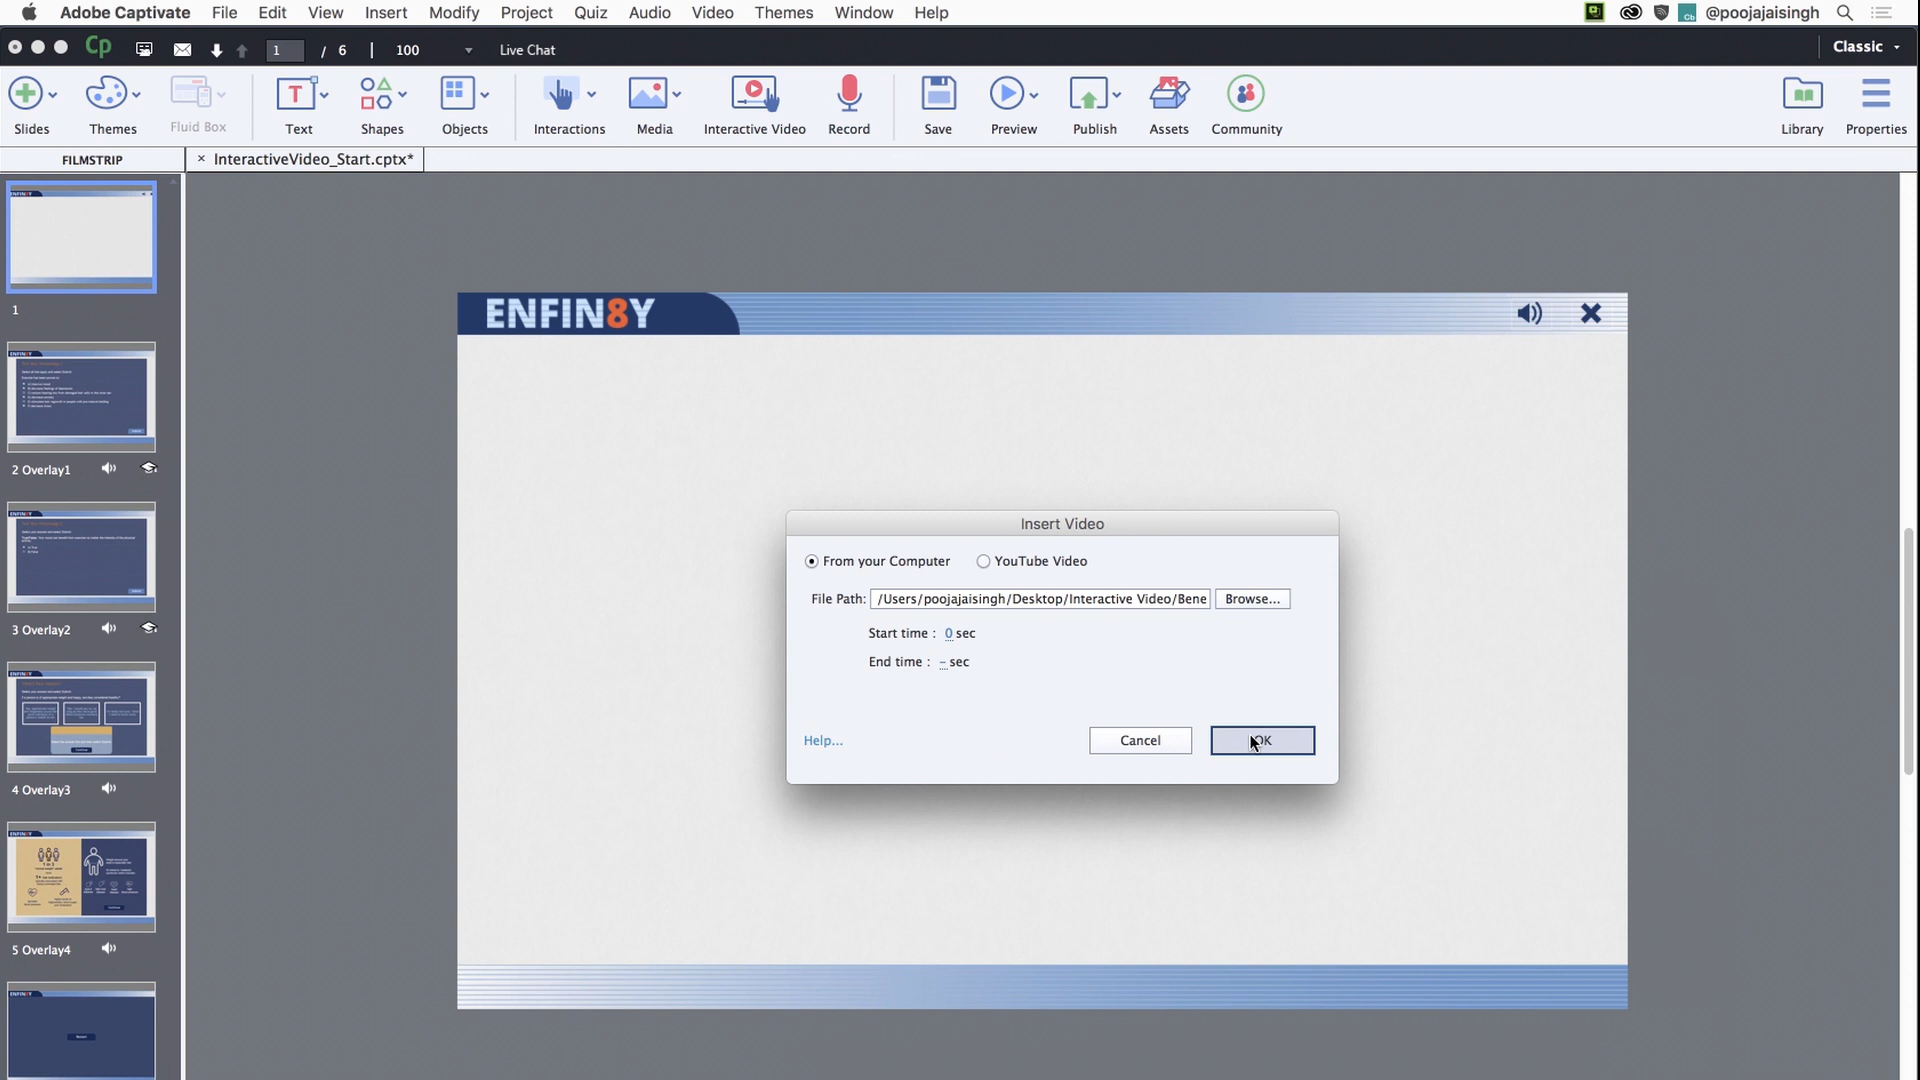 Adobe Captivate File Edit View Insert Modify Project Quiz Audio Video Themes Window Help @poojajaisingh
Cp 1 / 6 | 100 Live Chat Classic
Slides Themes Fluid Box Text Shapes Objects Interactions Media Interactive Video Record Save Preview Publish Assets Community Library Properties
FILMSTRIP × InteractiveVideo_Start.cptx*
1
2 Overlay1
3 Overlay2
4 Overlay3
5 Overlay4
ENFIN8Y
Insert Video
From your Computer YouTube Video
File Path: /Users/poojajaisingh/Desktop/Interactive Video/Bene Browse...
Start time : 0 sec
End time : – sec
Help... Cancel OK